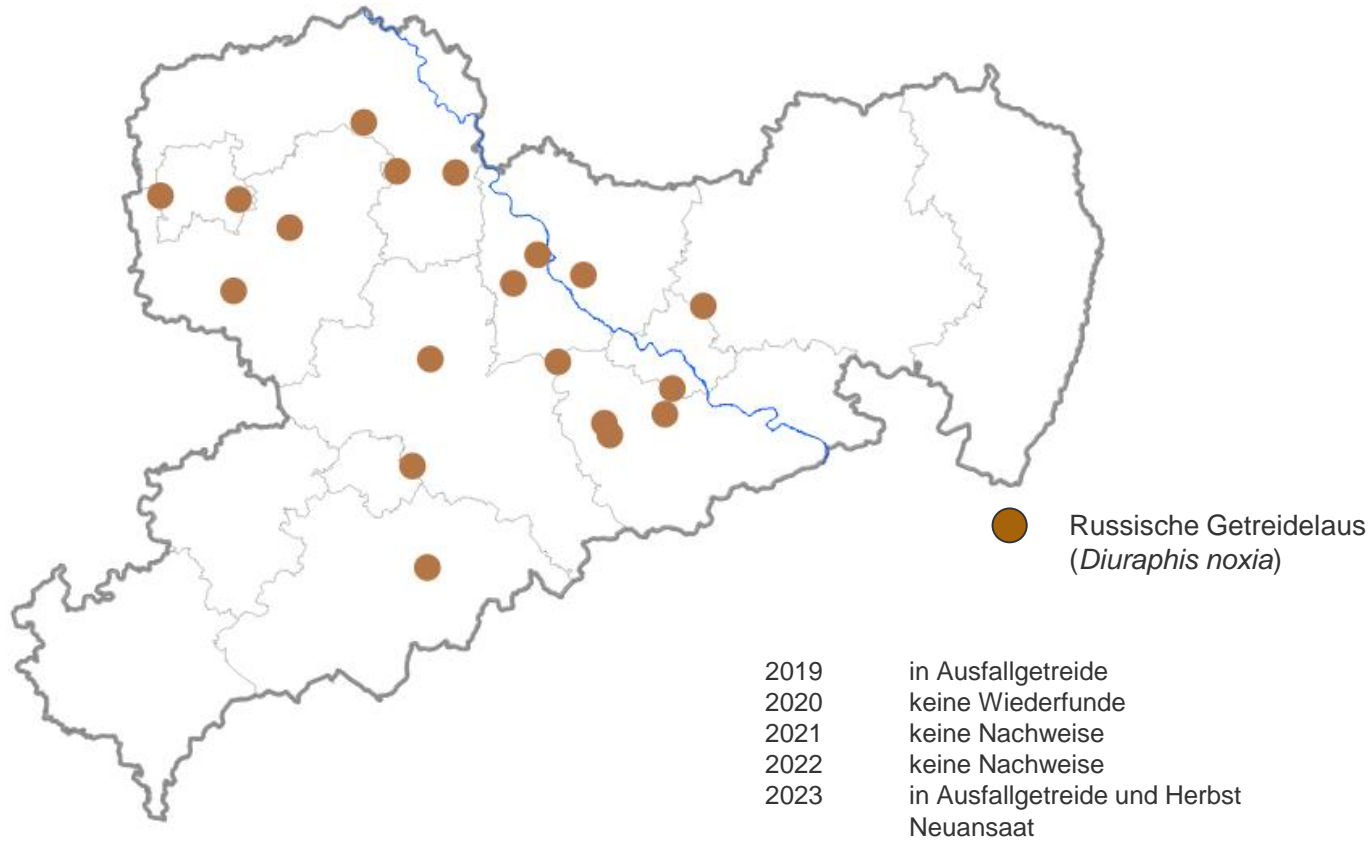 Russische Getreidelaus
(Diuraphis noxia)
2019 in Ausfallgetreide
2020 keine Wiederfunde
2021 keine Nachweise
2022 keine Nachweise
2023 in Ausfallgetreide und Herbst
Neuansaat